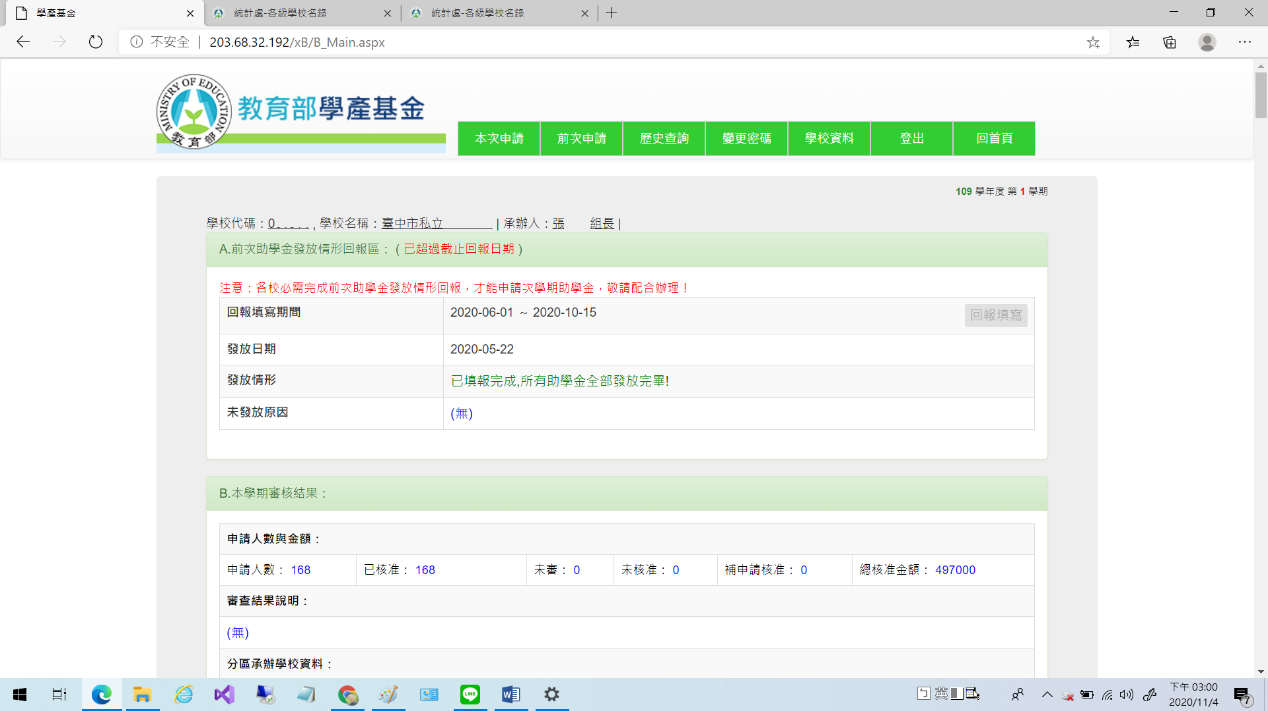 學產基金
統計處-各級學校名錄
統計處-各級學校名錄
不安全 | 203.68.32.192/xB/B_Main.aspx
MINISTRY OF EDUCATION
教育部
教育部學產基金
本次申請 前次申請 歷史查詢 變更密碼 學校資料 登出 回首頁
109 學年度 第 1 學期
學校代碼：0 , 學校名稱：臺中市私立 | 承辦人：張 組長 |
A.前次助學金發放情形回報區：( 已超過截止回報日期 )
注意：各校必需完成前次助學金發放情形回報，才能申請次學期助學金，敬請配合辦理！
回報填寫期間 2020-06-01 ~ 2020-10-15 回報填寫
發放日期 2020-05-22
發放情形 已填報完成,所有助學金全部發放完畢!
未發放原因 (無)
B.本學期審核結果：
申請人數與金額：
申請人數： 168 已核准： 168 未審： 0 未核准： 0 補申請核准： 0 總核准金額： 497000
審查結果說明：
(無)
分區承辦學校資料：
下午 03:00
2020/11/4
7